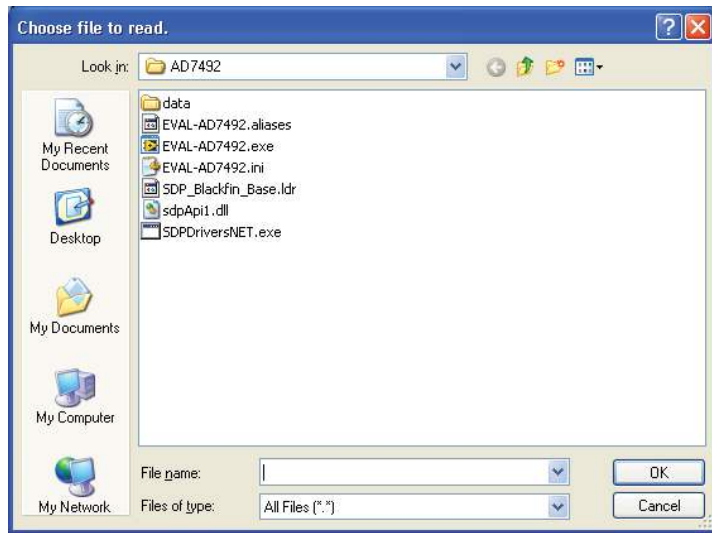 Choose file to read.
Look in:
AD7492
My Recent
Documents
Desktop
My Documents
My Computer
My Network
data
EVAL-AD7492.aliases
EVAL-AD7492.exe
EVAL-AD7492.ini
SDP_Blackfin_Base.ldr
sdpApi1.dll
SDPDriversNET.exe
File name:
OK
Files of type:
All Files (*.*)
Cancel